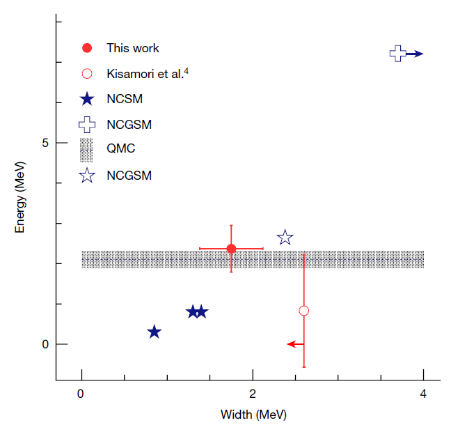 This work
Kisamori et al.4
NCSM
NCGSM
QMC
NCGSM
5
0
Energy (MeV)
0
2
4
Width (MeV)